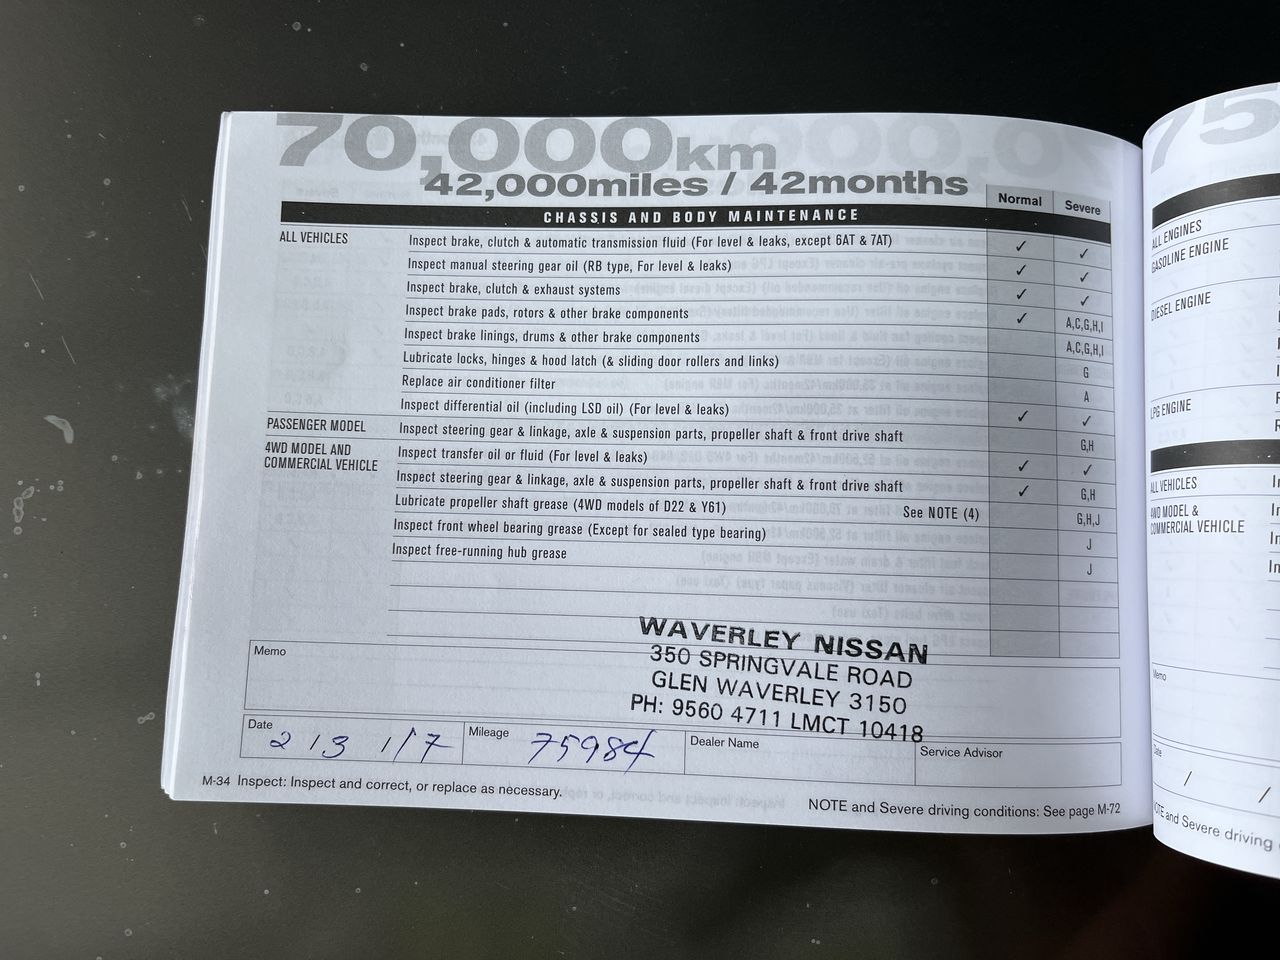 70,000km
42,000miles / 42months
Normal Severe
CHASSIS AND BODY MAINTENANCE
ALL VEHICLES Inspect brake, clutch & automatic transmission fluid (For level & leaks, except 6AT & 7AT) ✓ ✓
Inspect manual steering gear oil (RB type, For level & leaks) ✓ ✓
Inspect brake, clutch & exhaust systems ✓ ✓
Inspect brake pads, rotors & other brake components ✓ A,C,G,H,I
Inspect brake linings, drums & other brake components A,C,G,H,I
Lubricate locks, hinges & hood latch (& sliding door rollers and links) G
Replace air conditioner filter A
Inspect differential oil (including LSD oil) (For level & leaks) ✓ ✓
PASSENGER MODEL Inspect steering gear & linkage, axle & suspension parts, propeller shaft & front drive shaft G,H
4WD MODEL AND COMMERCIAL VEHICLE Inspect transfer oil or fluid (For level & leaks) ✓ ✓
Inspect steering gear & linkage, axle & suspension parts, propeller shaft & front drive shaft ✓ G,H
Lubricate propeller shaft grease (4WD models of D22 & Y61) See NOTE (4) G,H,J
Inspect front wheel bearing grease (Except for sealed type bearing) J
Inspect free-running hub grease J
WAVERLEY NISSAN
350 SPRINGVALE ROAD
GLEN WAVERLEY 3150
PH: 9560 4711 LMCT 10418
Memo
Date 2 / 3 / 17 Mileage 75984 Dealer Name Service Advisor
M-34 Inspect: Inspect and correct, or replace as necessary.
NOTE and Severe driving conditions: See page M-72
75
ALL ENGINES
GASOLINE ENGINE
DIESEL ENGINE
LPG ENGINE
ALL VEHICLES
4WD MODEL &
COMMERCIAL VEHICLE
Memo
Date / /
NOTE and Severe driving